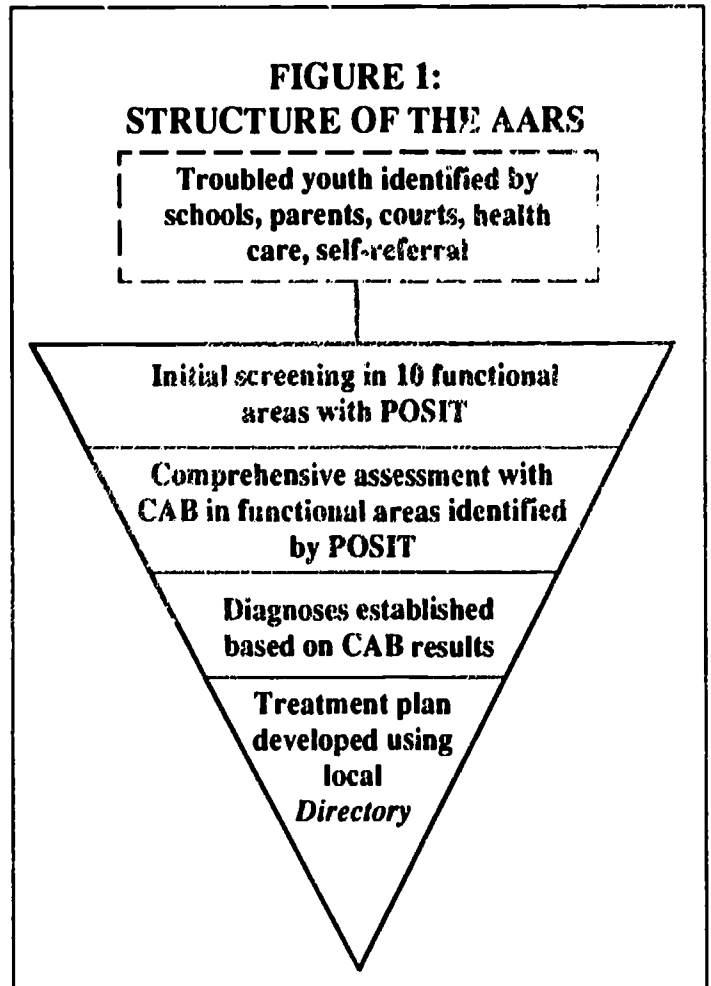 FIGURE 1:
STRUCTURE OF THE AARS
Troubled youth identified by
schools, parents, courts, health
care, self-referral
Initial screening in 10 functional
areas with POSIT
Comprehensive assessment with
CAB in functional areas identified
by POSIT
Diagnoses established
based on CAB results
Treatment plan
developed using
local
Directory